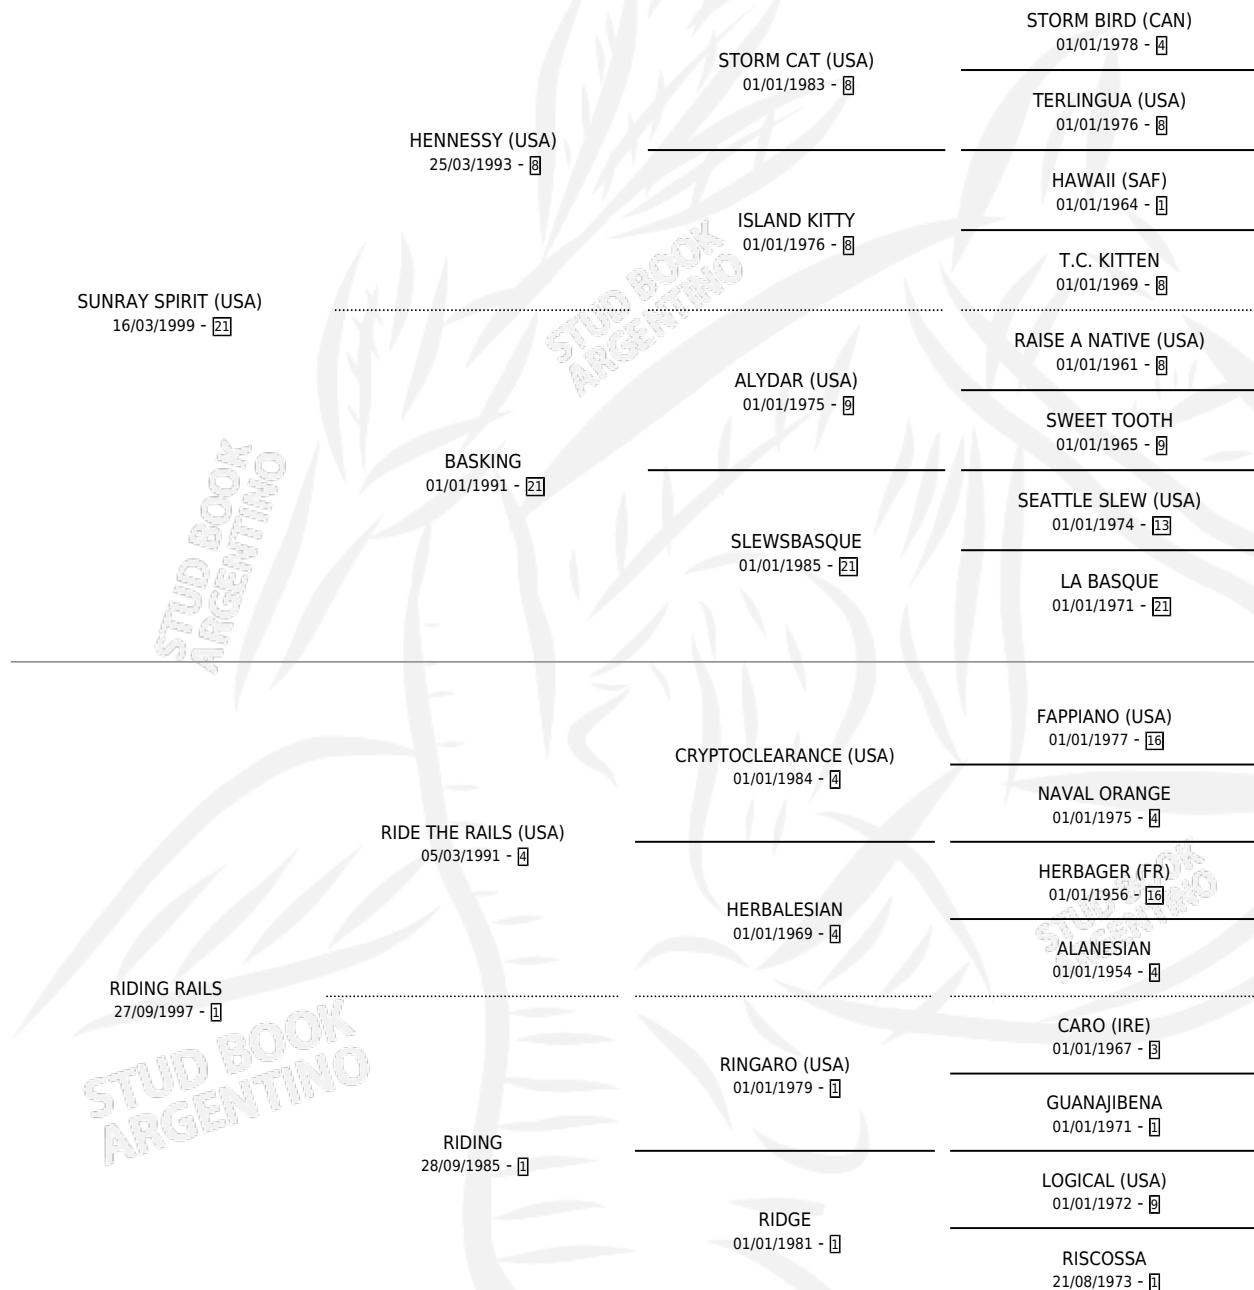 STORM BIRD (CAN)
01/01/1978 - 4
STORM CAT (USA)
01/01/1983 - 8
TERLINGUA (USA)
01/01/1976 - 8
HENNESSY (USA)
25/03/1993 - 8
HAWAII (SAF)
01/01/1964 - 1
ISLAND KITTY
01/01/1976 - 8
T.C. KITTEN
01/01/1969 - 8
SUNRAY SPIRIT (USA)
16/03/1999 - 21
RAISE A NATIVE (USA)
01/01/1961 - 8
ALYDAR (USA)
01/01/1975 - 9
SWEET TOOTH
01/01/1965 - 9
BASKING
01/01/1991 - 21
SEATTLE SLEW (USA)
01/01/1974 - 13
SLEWSBASQUE
01/01/1985 - 21
LA BASQUE
01/01/1971 - 21
FAPPIANO (USA)
01/01/1977 - 16
CRYPTOCLEARANCE (USA)
01/01/1984 - 4
NAVAL ORANGE
01/01/1975 - 4
RIDE THE RAILS (USA)
05/03/1991 - 4
HERBAGER (FR)
01/01/1956 - 16
HERBALESIAN
01/01/1969 - 4
ALANESIAN
01/01/1954 - 4
RIDING RAILS
27/09/1997 - 1
CARO (IRE)
01/01/1967 - 3
RINGARO (USA)
01/01/1979 - 1
GUANAJIBENA
01/01/1971 - 1
RIDING
28/09/1985 - 1
LOGICAL (USA)
01/01/1972 - 9
RIDGE
01/01/1981 - 1
RISCOSSA
21/08/1973 - 1
STUD BOOK
ARGENTINO
STUD BOOK
ARGENTINO
STUD BOOK
ARGENTINO
STUD BOOK
ARGENTINO